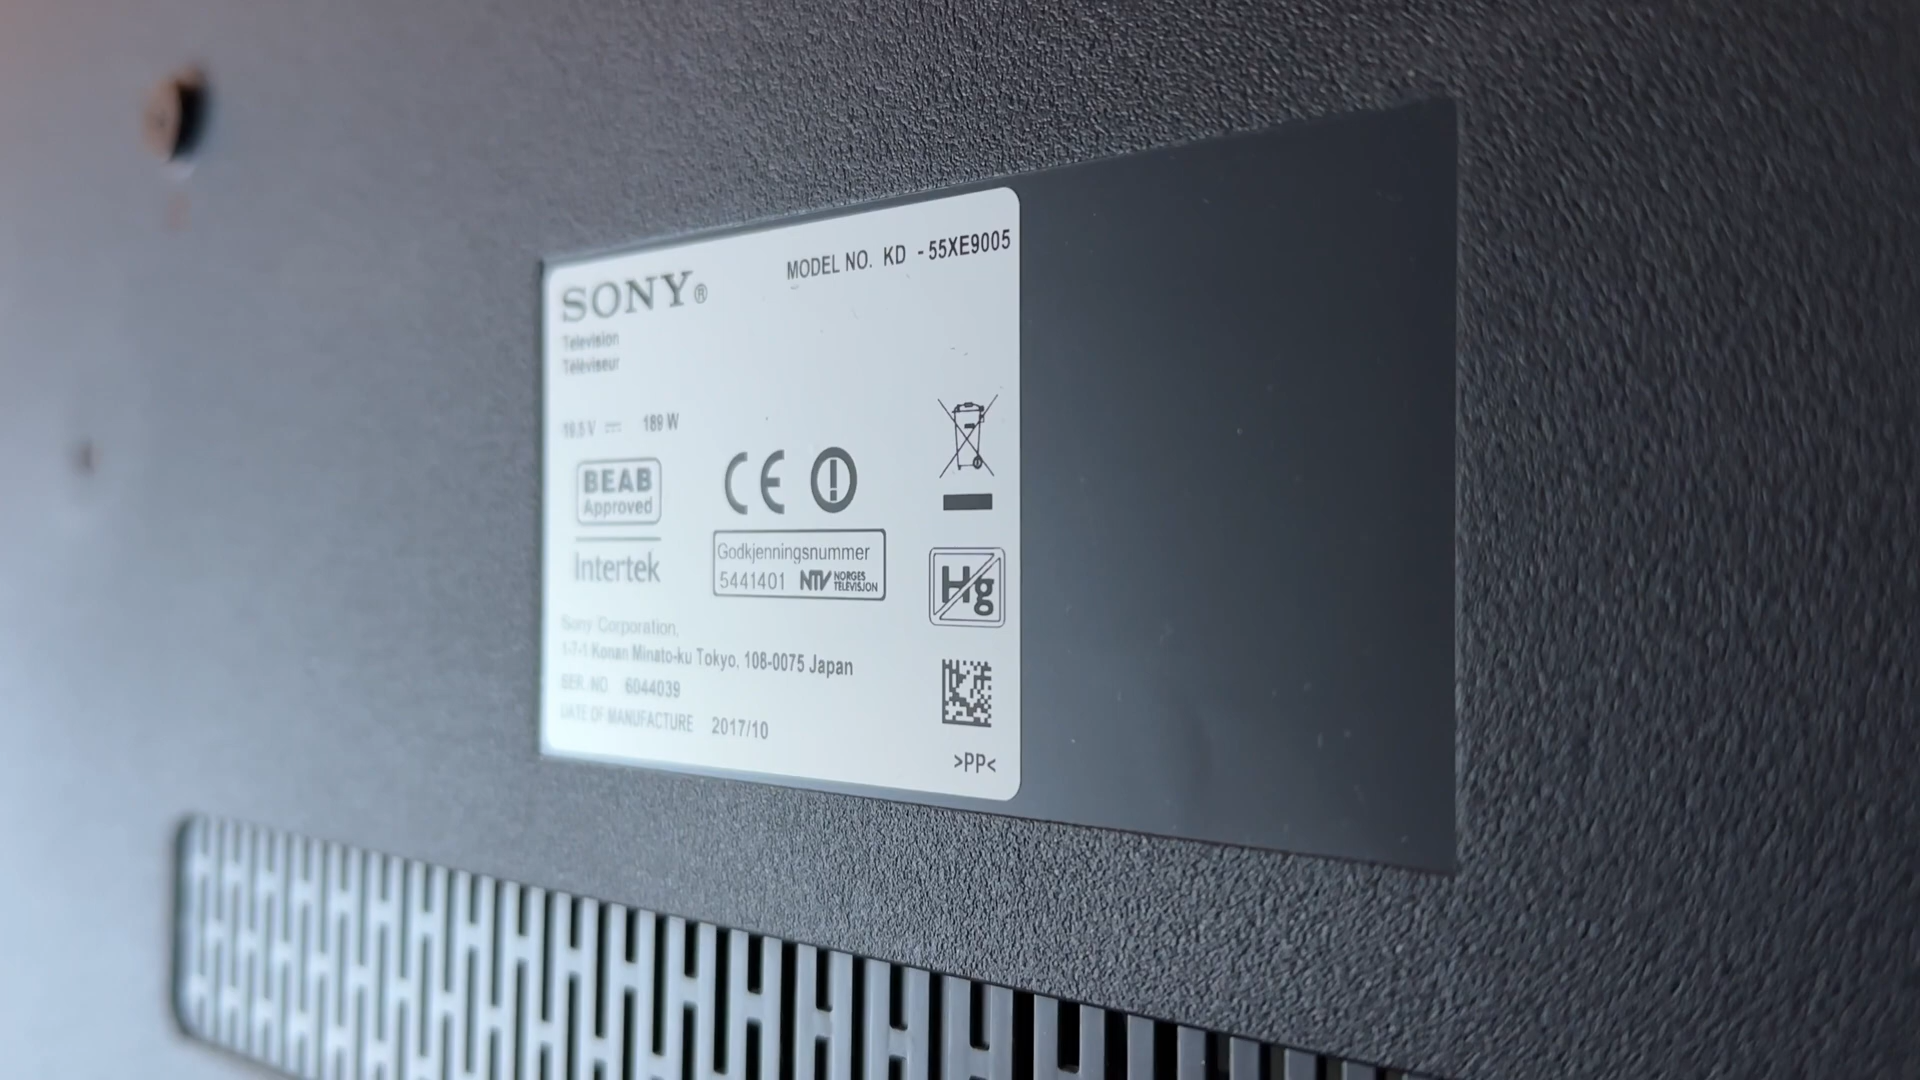 SONY®
MODEL NO. KD -55XE9005
Television
Téléviseur
19.5 V ⎓ 189 W
BEAB
Approved
Intertek
CE
Godkjenningsnummer
5441401 NTV NORGES TELEVISJON
Hg
Sony Corporation,
1-7-1 Konan Minato-ku Tokyo, 108-0075 Japan
SER. NO 6044039
DATE OF MANUFACTURE 2017/10
>PP<